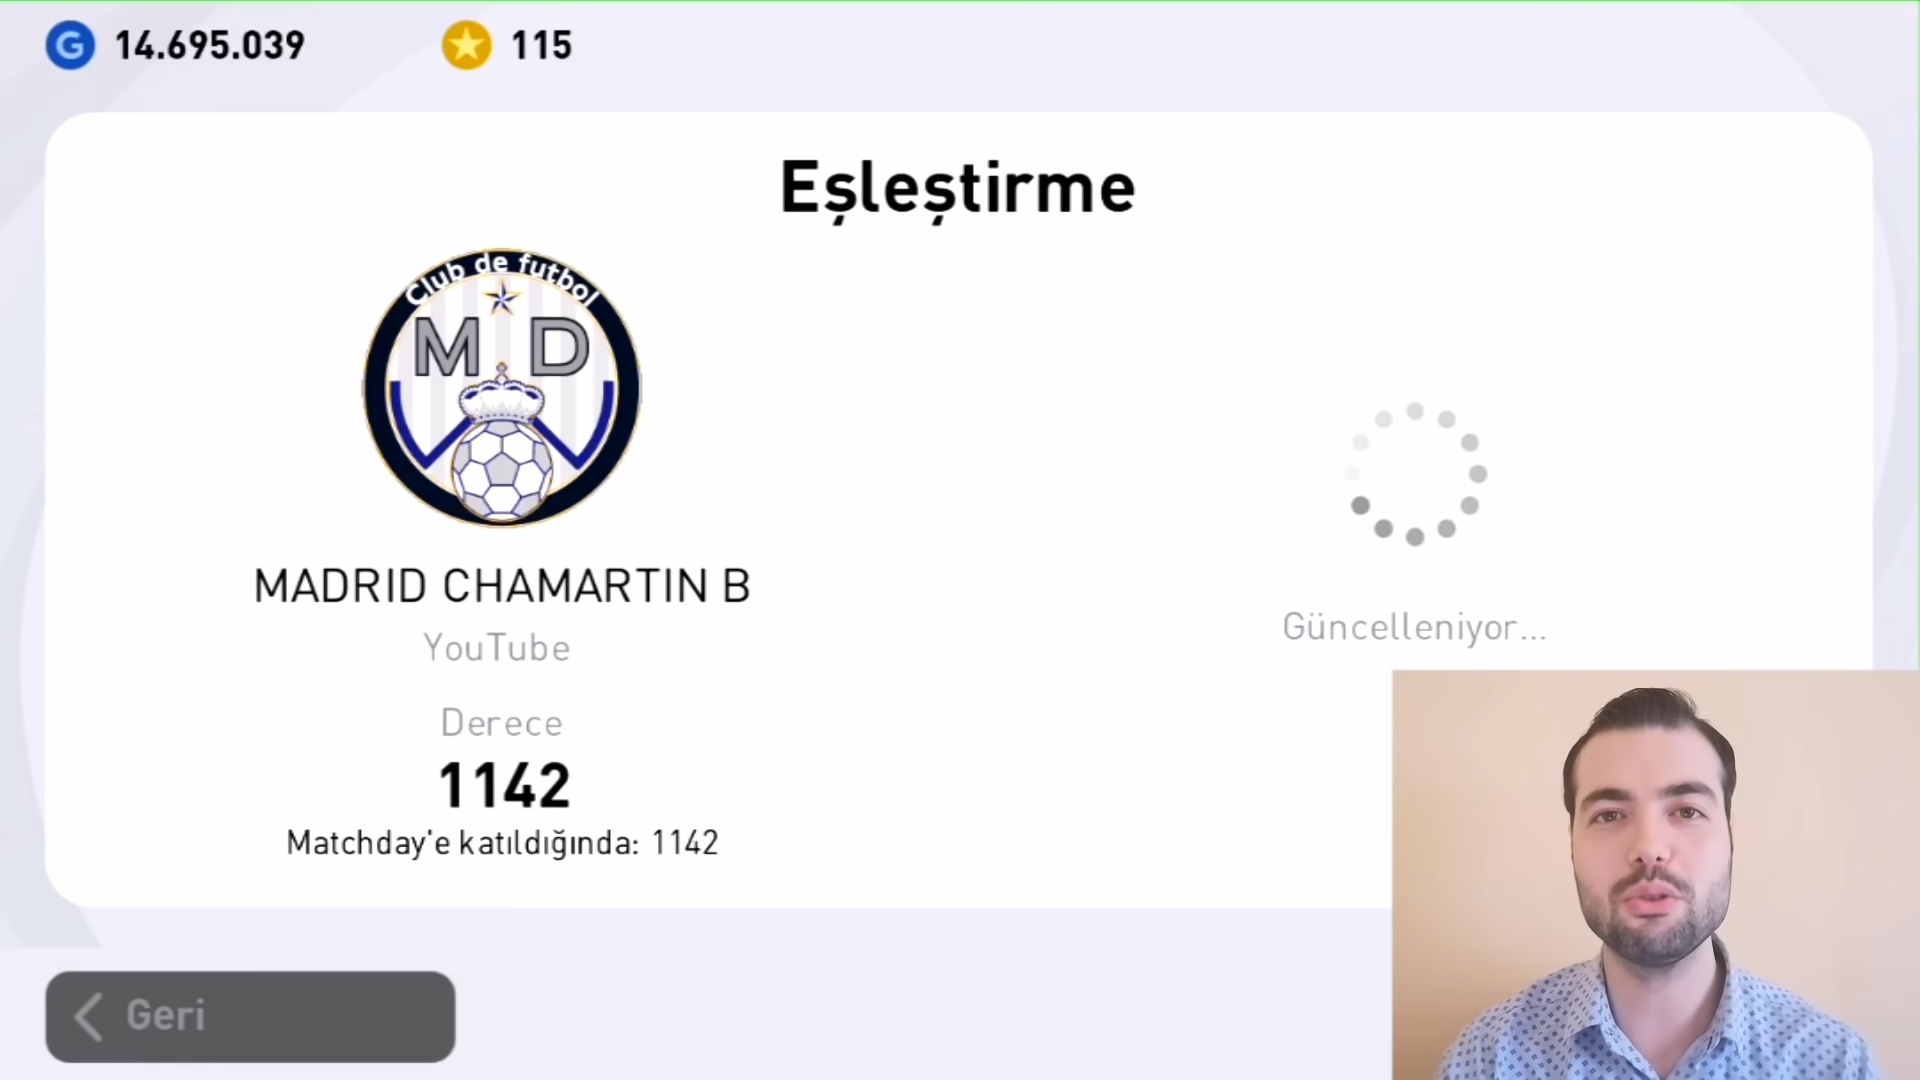 G 14.695.039
115
Eşleştirme
Club de futbol
M D
MADRID CHAMARTIN B
YouTube
Güncelleniyor...
Derece
1142
Matchday'e katıldığında: 1142
Geri